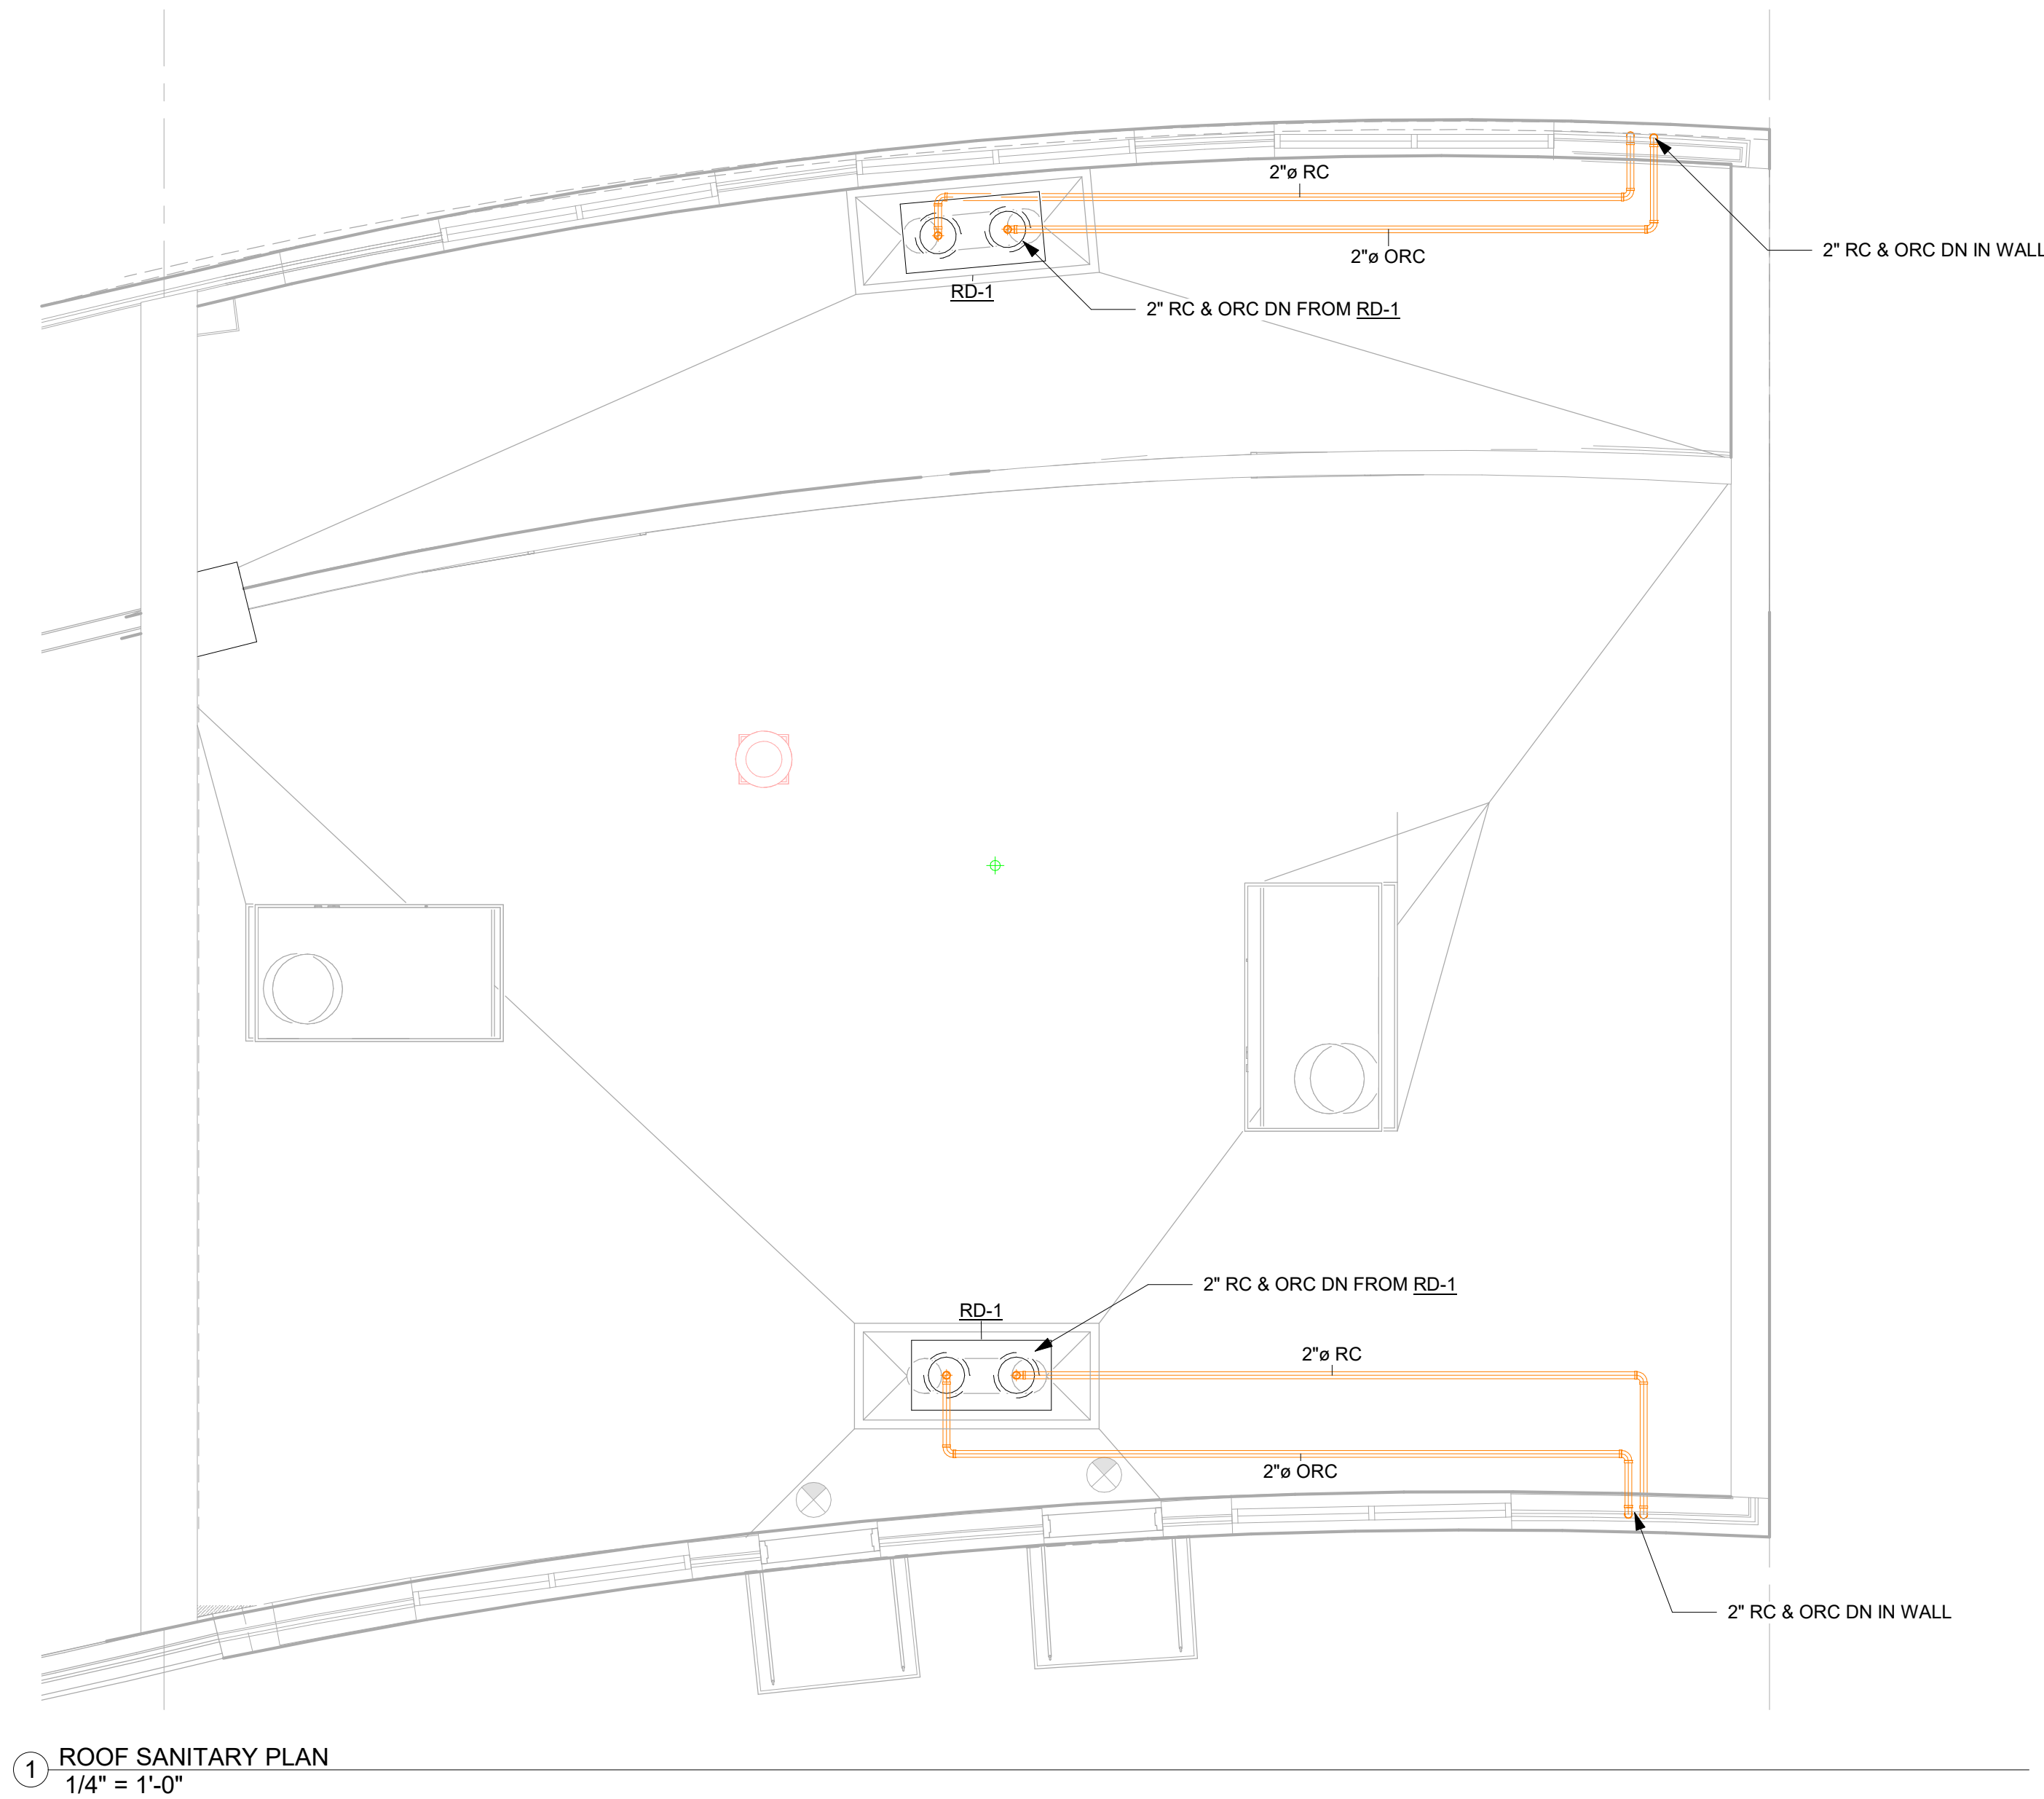 2"ø RC
2"ø ORC
2" RC & ORC DN IN WALL
RD-1
2" RC & ORC DN FROM RD-1
2" RC & ORC DN FROM RD-1
RD-1
2"ø RC
2"ø ORC
2" RC & ORC DN IN WALL
1
ROOF SANITARY PLAN
1/4" = 1'-0"